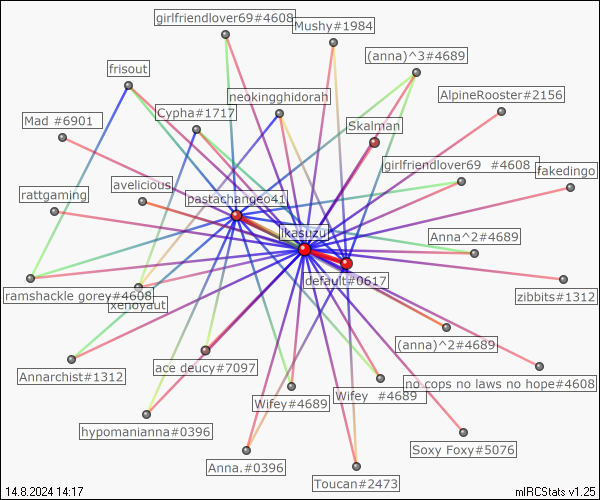 girlfriendlover69#4608
Mushy#1984
(anna)^3#4689
frisout
AlpineRooster#2156
neokingghidorah
Cypha#1717
Mad #6901
Skalman
girlfriendlover69 #4608
fakedingo
avelicious
rattgaming
pastachangeo41
ikasuzu
Anna^2#4689
default#0617
ramshackle gorey#4608
zibbits#1312
xenoyaut
(anna)^2#4689
ace deucy#7097
Annarchist#1312
no cops no laws no hope#4608
Wifey#4689
Wifey #4689
hypomanianna#0396
Soxy Foxy#5076
Anna.#0396
Toucan#2473
14.8.2024 14:17
mIRCStats v1.25